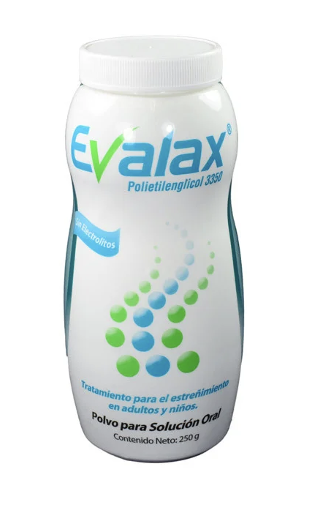 Evalax®
Polietilenglicol 3350
Sin Electrolitos
Tratamiento para el estreñimiento
en adultos y niños.
Polvo para Solución Oral
Contenido Neto: 250 g